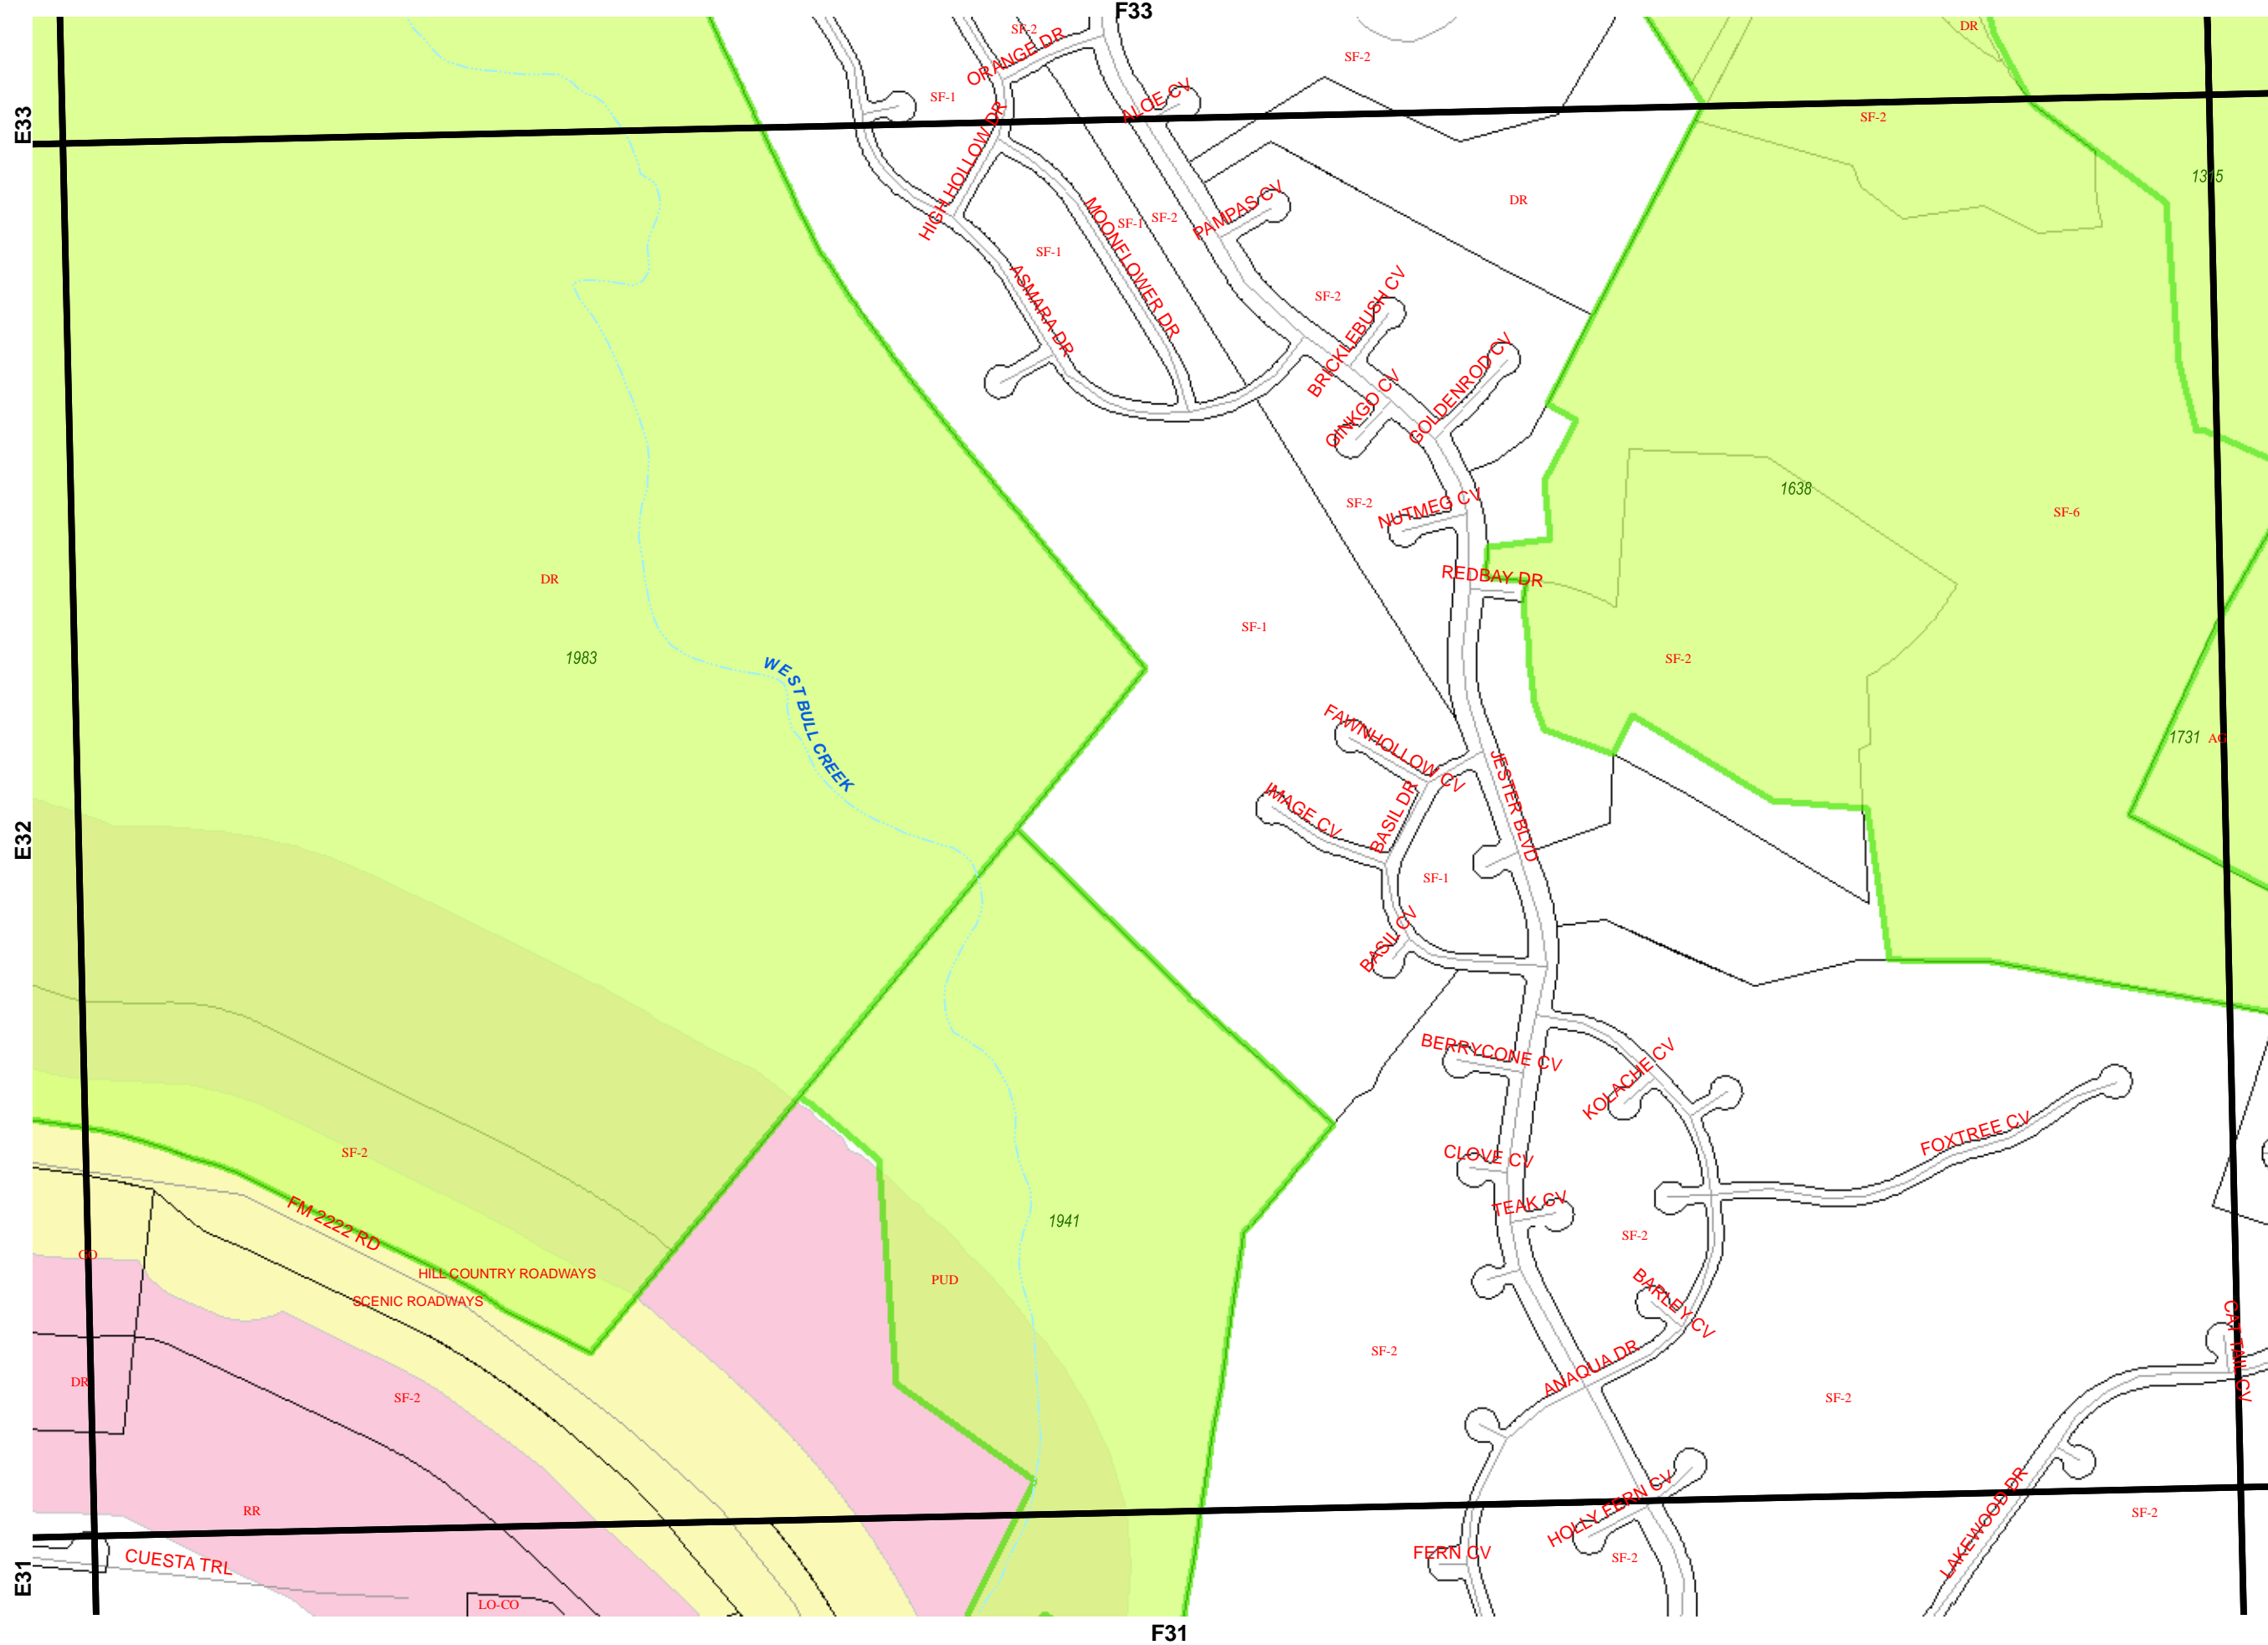 F33
DR
SF-2
ORANGE DR
SF-2
SF-1
ALOE CV
E33
SF-2
HIGH HOLLOW DR
1315
DR
PAMPAS CV
MOONFLOWER DR
SF-1
SF-2
SF-1
ASMARA DR
SF-2
BRICKLEBUSH CV
GINKGO CV
GOLDENROD CV
1638
SF-2
NUTMEG CV
SF-6
DR
REDBAY DR
SF-1
1983
SF-2
WEST BULL CREEK
FAWNHOLLOW CV
JESTER BLVD
1731
AG
IMAGE CV
BASIL DR
E32
SF-1
BASIL CV
BERRYCONE CV
KOLACHE CV
FOXTREE CV
SF-2
CLOVE CV
TEAK CV
FM 2222 RD
1941
SF-2
GO
HILL COUNTRY ROADWAYS
PUD
SCENIC ROADWAYS
BARLEY CV
CAT TAIL CV
SF-2
ANAQUA DR
DR
SF-2
SF-2
RR
HOLLY FERN CV
LAKEWOOD DR
SF-2
CUESTA TRL
FERN CV
SF-2
E31
LO-CO
F31